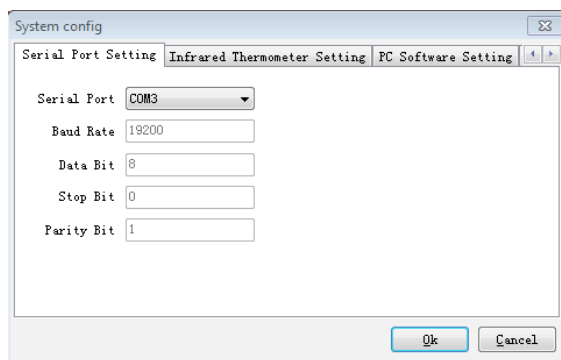 System config
Serial Port Setting Infrared Thermometer Setting PC Software Setting
Serial Port COM3
Baud Rate 19200
Data Bit 8
Stop Bit 0
Parity Bit 1
Ok Cancel